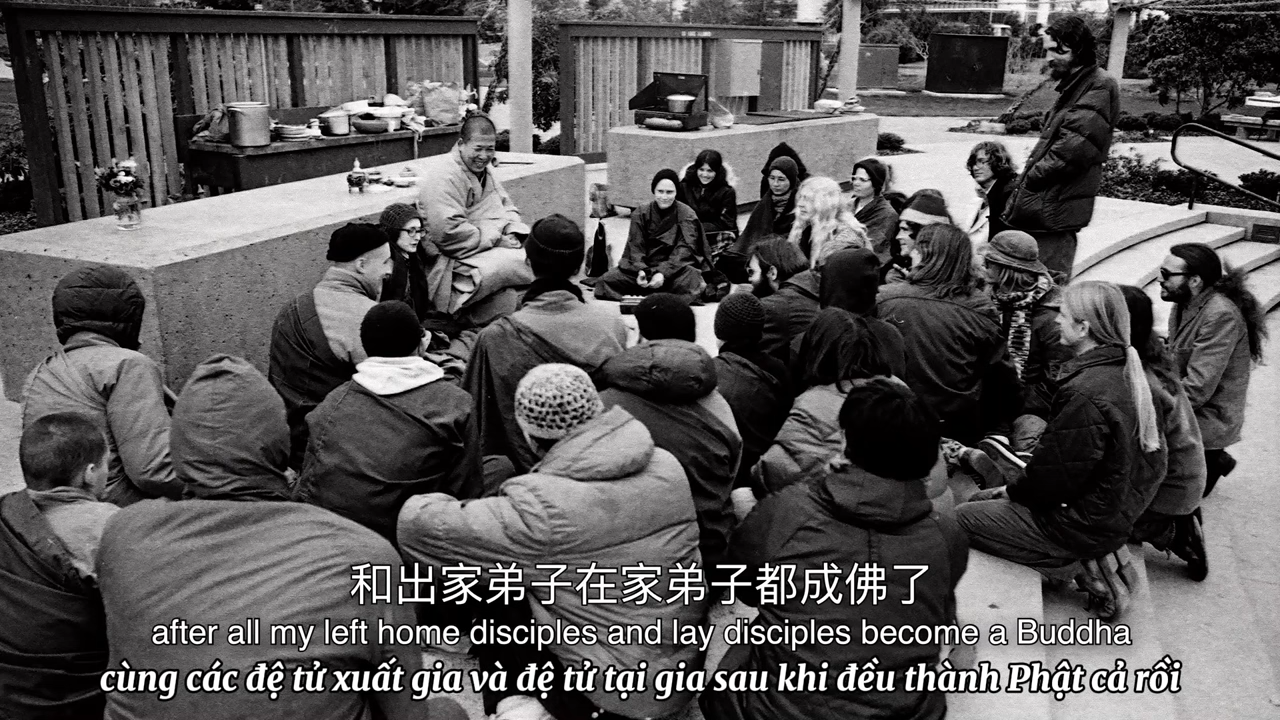 和出家弟子在家弟子都成佛了
after all my left home disciples and lay disciples become a Buddha
cùng các đệ tử xuất gia và đệ tử tại gia sau khi đều thành Phật cả rồi